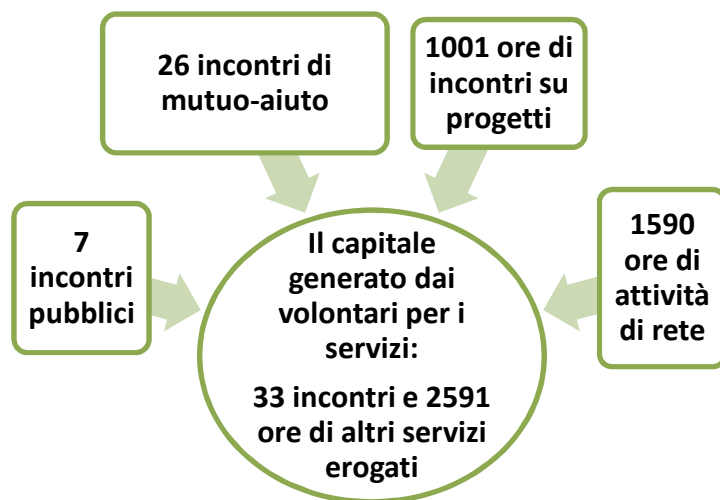 26 incontri di
mutuo-aiuto
1001 ore di
incontri su
progetti
7
incontri
pubblici
1590
ore di
attività
di rete
Il capitale
generato dai
volontari per i
servizi:
33 incontri e 2591
ore di altri servizi
erogati